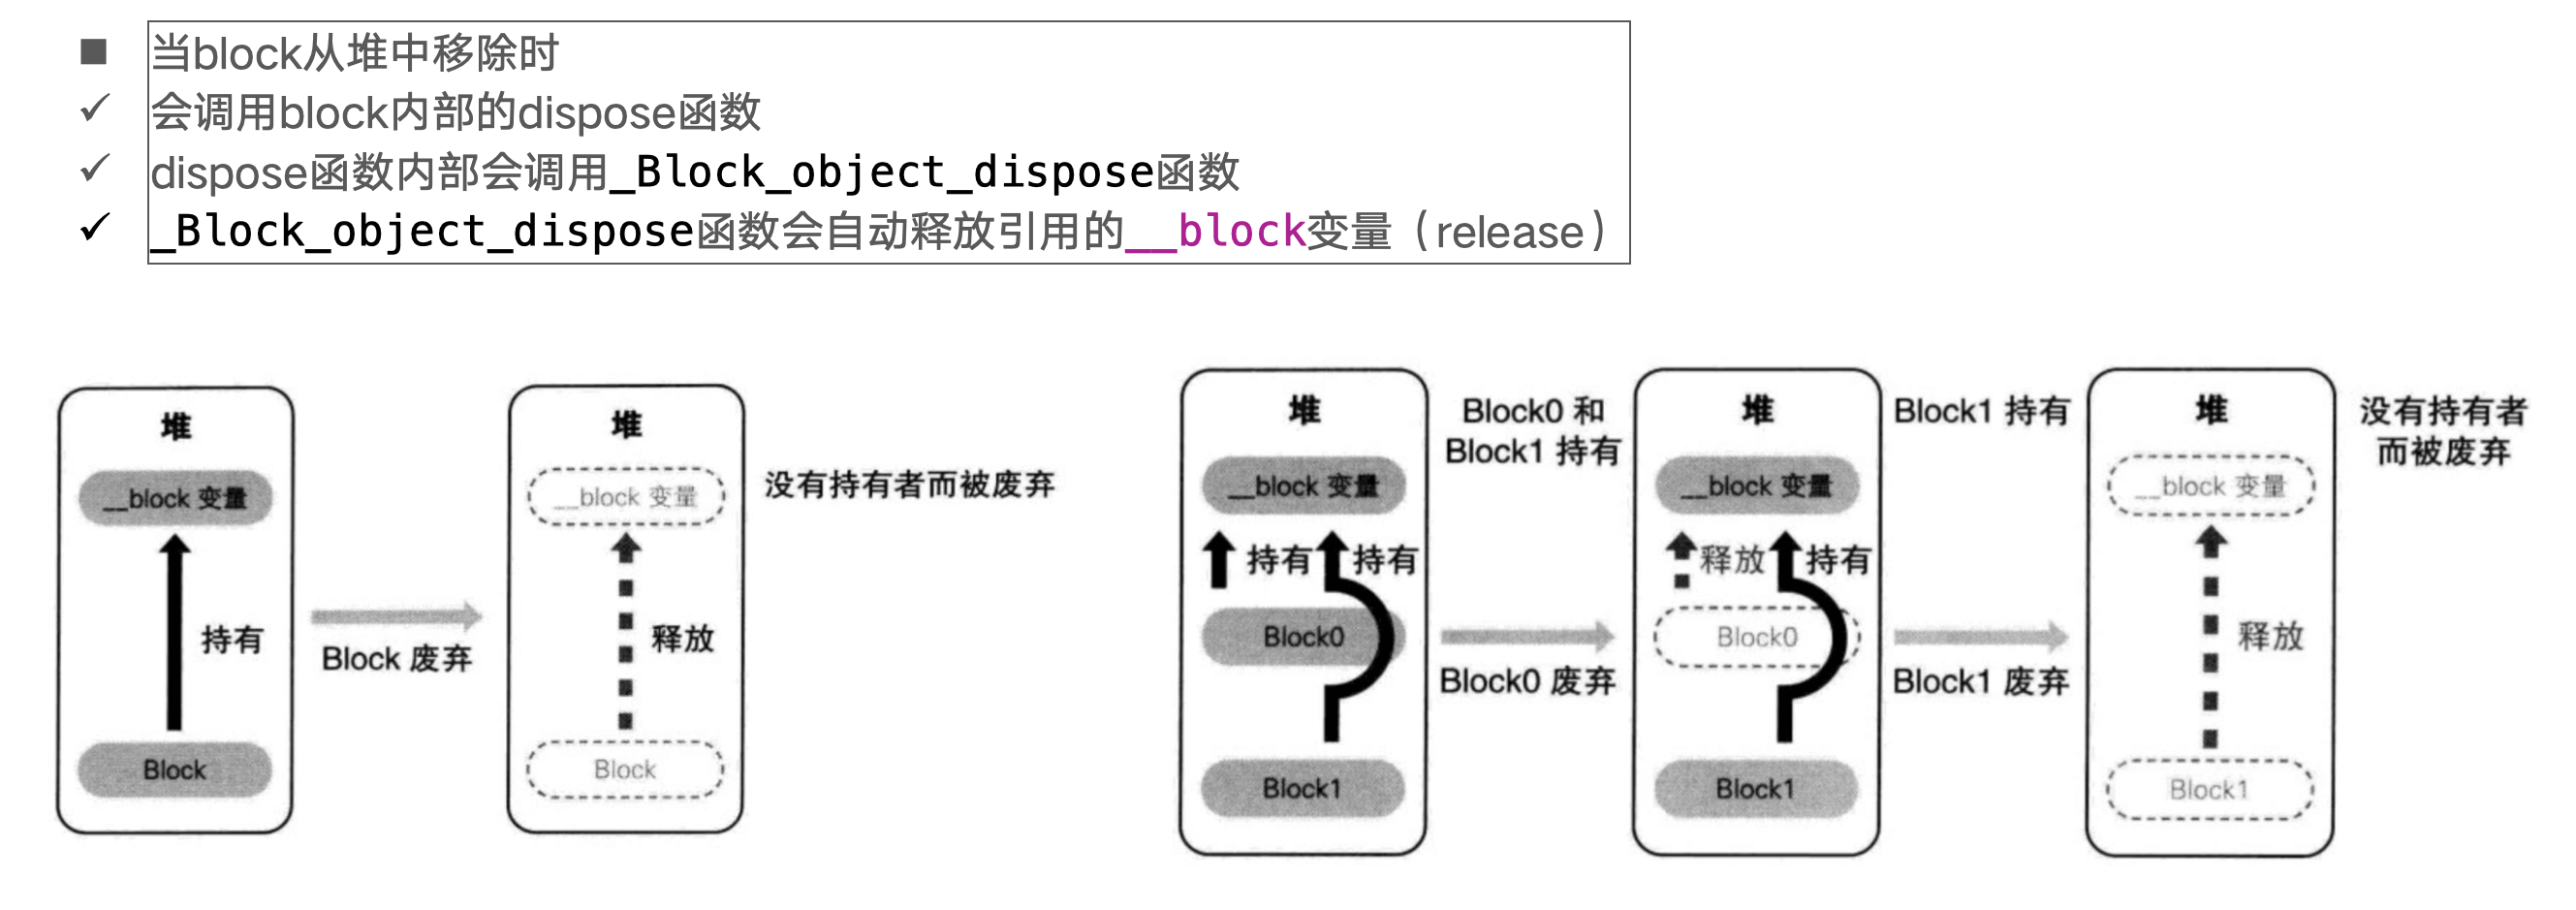 当block从堆中移除时
会调用block内部的dispose函数
dispose函数内部会调用_Block_object_dispose函数
_Block_object_dispose函数会自动释放引用的__block变量（release）
堆
__block 变量
持有
Block
Block 废弃
堆
__block 变量
释放
Block
没有持有者而被废弃
堆
__block 变量
持有 持有
Block0
Block1
Block0 和
Block1 持有
Block0 废弃
堆
__block 变量
释放 持有
Block0
Block1
Block1 持有
Block1 废弃
堆
__block 变量
释放
Block1
没有持有者
而被废弃